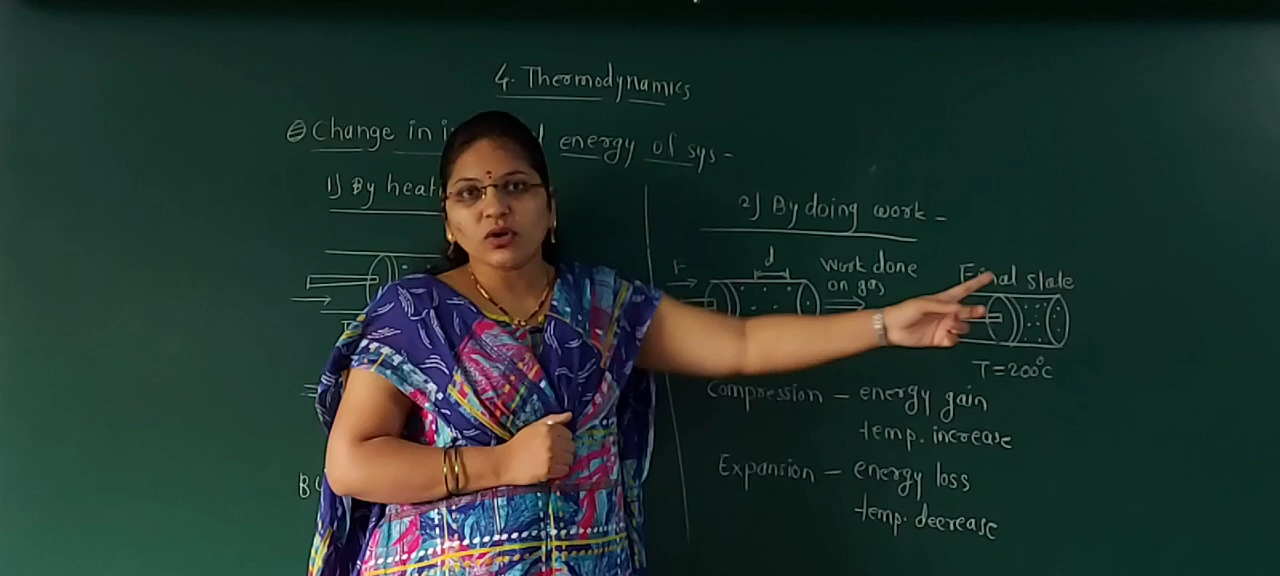 4. Thermodynamics
Change in energy of sys-
1) By heat
2) By doing work -
F
d
Work done
on gas
Final state
T=200°C
Compression - energy gain
temp. increase
Expansion - energy loss
temp. decrease